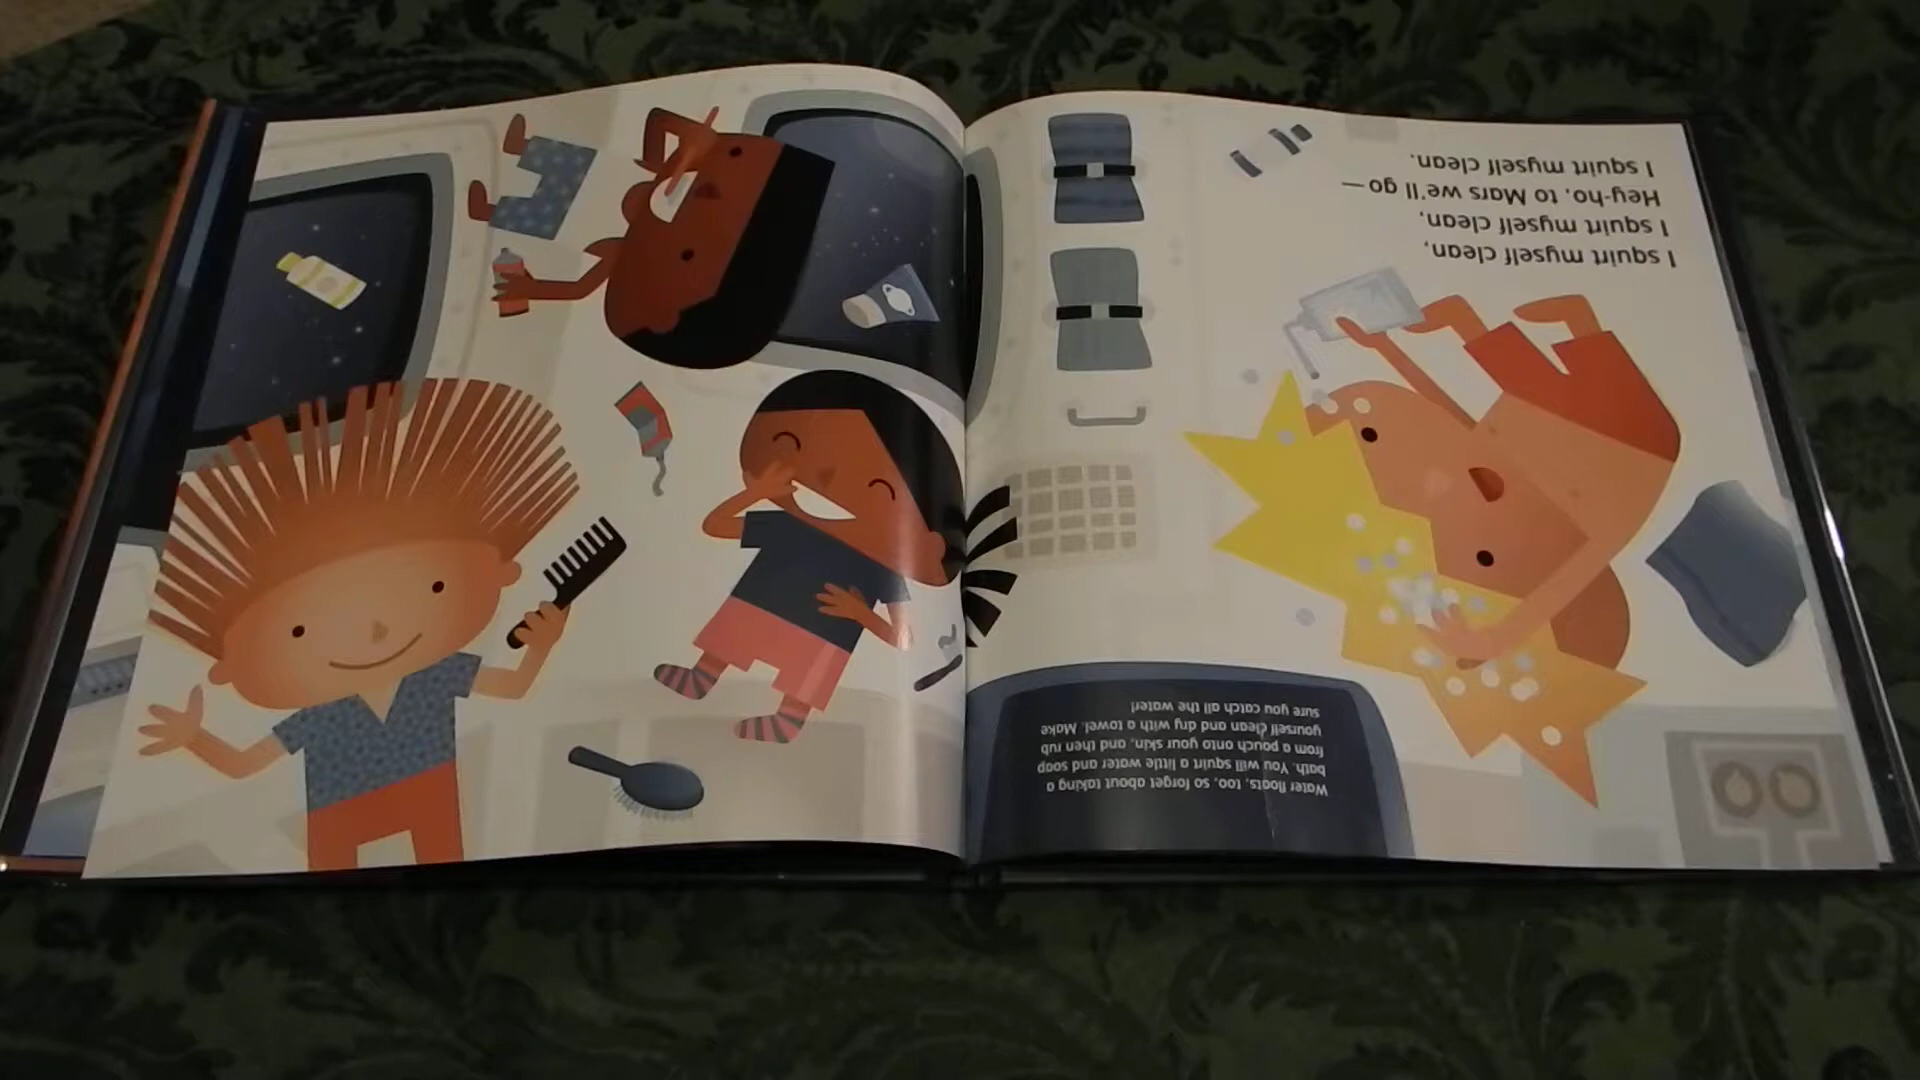 I squirt myself clean,
I squirt myself clean,
Hey-ho, to Mars we'll go—
I squirt myself clean.
Water floats, too, so forget about taking a
bath. You will squirt a little water and soap
from a pouch onto your skin, and then rub
yourself clean and dry with a towel. Make
sure you catch all the water!